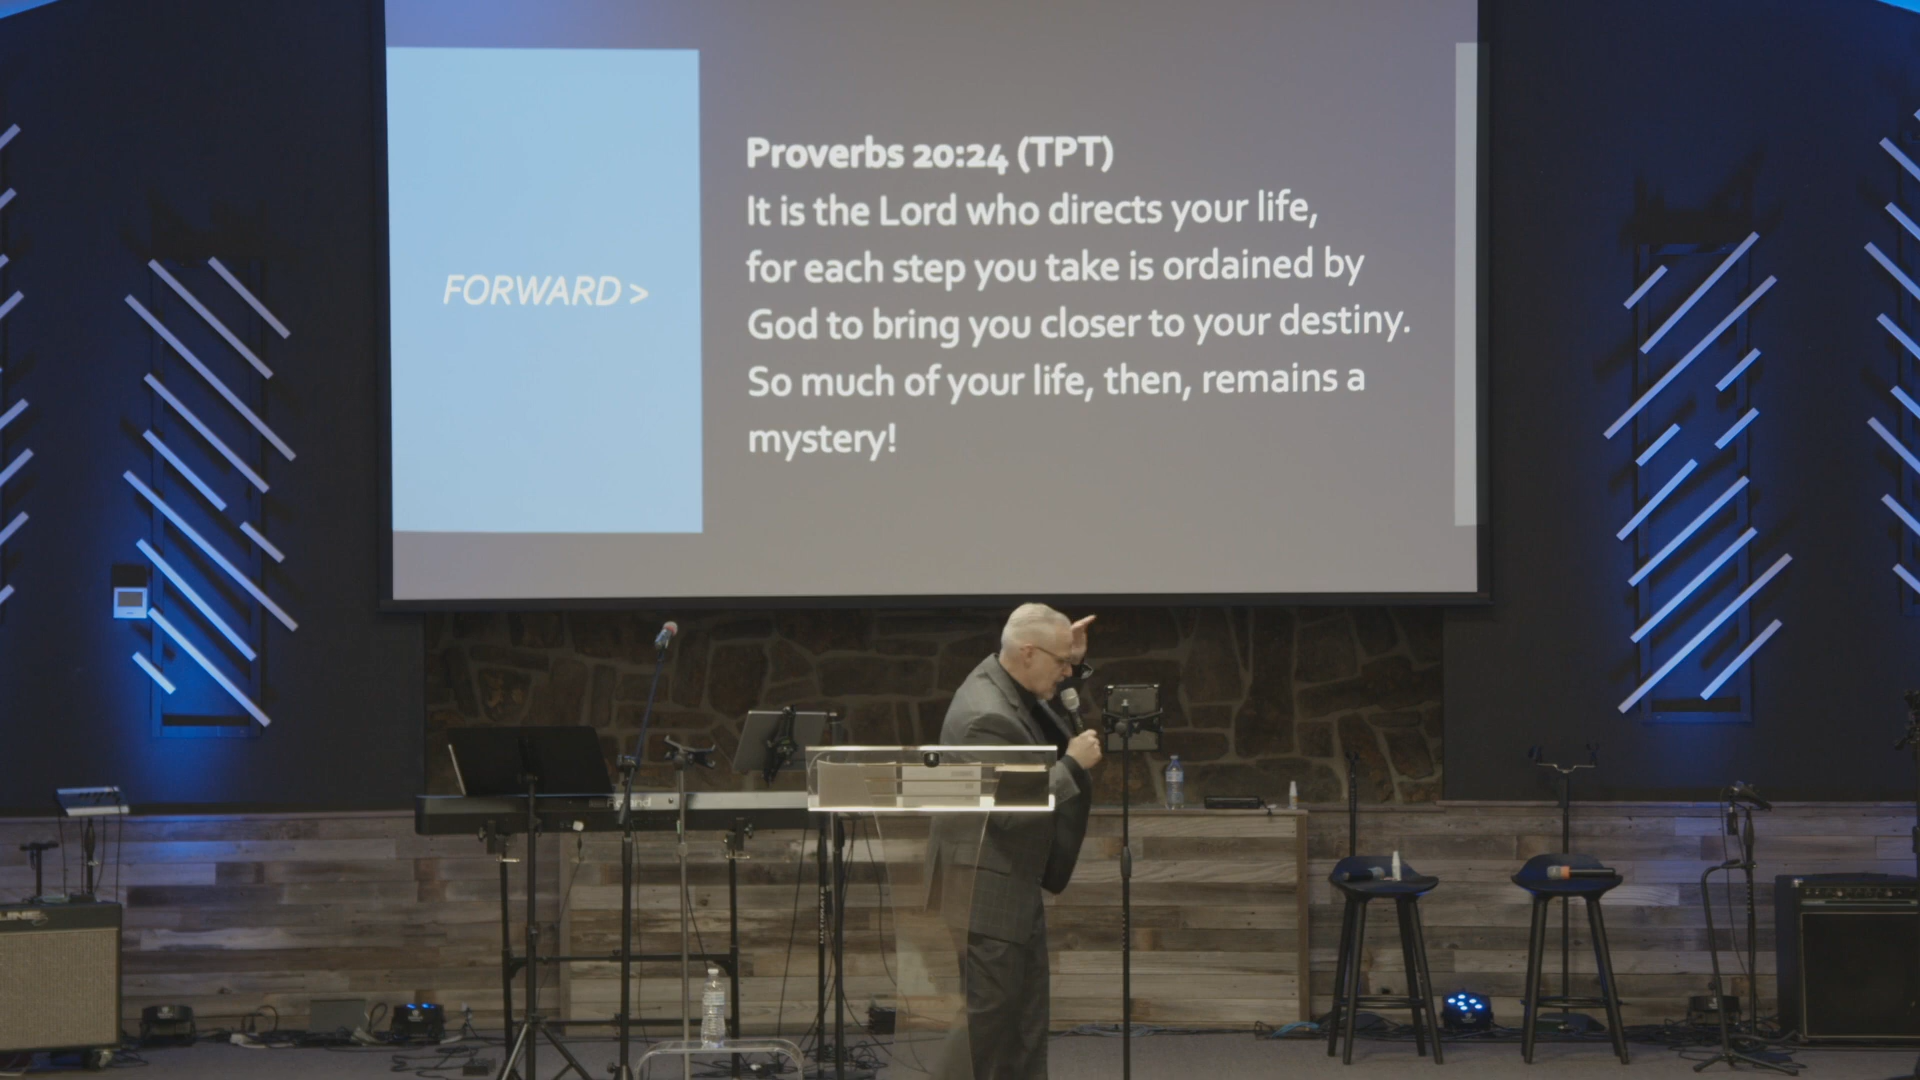 FORWARD >
Proverbs 20:24 (TPT)
It is the Lord who directs your life,
for each step you take is ordained by
God to bring you closer to your destiny.
So much of your life, then, remains a
mystery!